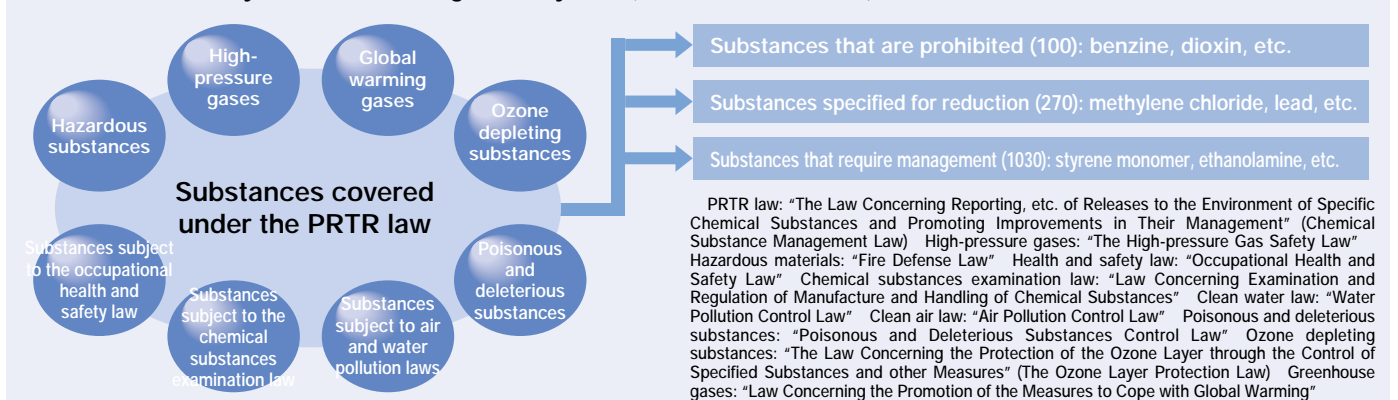 High-
pressure
gases
Global
warming
gases
Hazardous
substances
Ozone
depleting
substances
Substances covered
under the PRTR law
Substances subject
to the occupational
health and
safety law
Substances
subject to the
chemical
substances
examination law
Substances
subject to air
and water
pollution laws
Poisonous
and
deleterious
substances
Substances that are prohibited (100): benzine, dioxin, etc.
Substances specified for reduction (270): methylene chloride, lead, etc.
Substances that require management (1030): styrene monomer, ethanolamine, etc.
PRTR law: “The Law Concerning Reporting, etc. of Releases to the Environment of Specific
Chemical Substances and Promoting Improvements in Their Management” (Chemical
Substance Management Law) High-pressure gases: “The High-pressure Gas Safety Law”
Hazardous materials: “Fire Defense Law” Health and safety law: “Occupational Health and
Safety Law” Chemical substances examination law: “Law Concerning Examination and
Regulation of Manufacture and Handling of Chemical Substances” Clean water law: “Water
Pollution Control Law” Clean air law: “Air Pollution Control Law” Poisonous and deleterious
substances: “Poisonous and Deleterious Substances Control Law” Ozone depleting
substances: “The Law Concerning the Protection of the Ozone Layer through the Control of
Specified Substances and other Measures” (The Ozone Layer Protection Law) Greenhouse
gases: “Law Concerning the Promotion of the Measures to Cope with Global Warming”